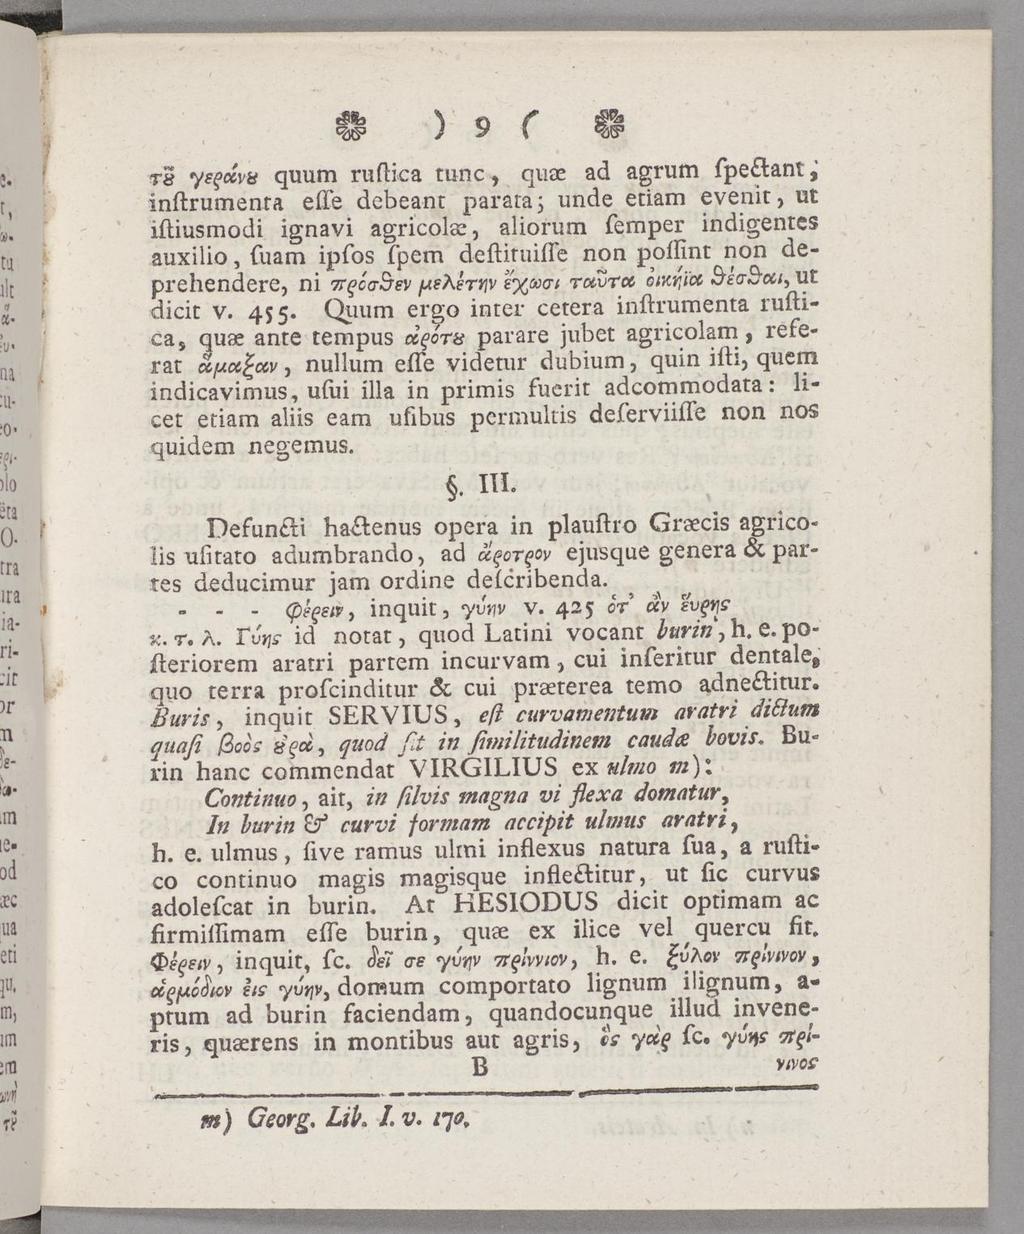 ) 9 (
τȣ͂ γεράνȣ quum ruſtica tunc, quæ ad agrum ſpectant;
inſtrumenta eſſe debeant parata; unde etiam evenit, ut
iſtiusmodi ignavi agricolæ, aliorum ſemper indigentes
auxilio, ſuam ipſos ſpem deſtituiſſe non poſſint non de-
prehendere, ni πρόσϑεν μελέτην ἔχωσι ταῦτα ὀικήϊα ϑέσϑαι, ut
dicit v. 455. Quum ergo inter cetera inſtrumenta ruſti-
ca, quæ ante tempus ἀρότȣ parare jubet agricolam, refe-
rat ἅμαξαν, nullum eſſe videtur dubium, quin iſti, quem
indicavimus, uſui illa in primis fuerit adcommodata: li-
cet etiam aliis eam uſibus permultis deſerviiſſe non nos
quidem negemus.
§. III.
Defuncti hactenus opera in plauſtro Græcis agrico-
lis uſitato adumbrando, ad ἄροτρον ejusque genera & par-
tes deducimur jam ordine deſcribenda.
- - - φέρειν, inquit, γύην v. 425 ὁτ' ἀν ἕυρης
κ. τ. λ. Γύης id notat, quod Latini vocant burin, h. e. po-
ſteriorem aratri partem incurvam, cui inſeritur dentale,
quo terra proſcinditur & cui præterea temo adnectitur.
Buris, inquit SERVIUS, eſt curvamentum aratri dictum
quaſi βοὸς ȣ̓ρὰ, quod ſit in ſimilitudinem caudæ bovis. Bu-
rin hanc commendat VIRGILIUS ex ulmo m):
Continuo, ait, in ſilvis magna vi flexa domatur,
In burin & curvi formam accipit ulmus aratri,
h. e. ulmus, ſive ramus ulmi inflexus natura ſua, a ruſti-
co continuo magis magisque inflectitur, ut ſic curvus
adoleſcat in burin. At HESIODUS dicit optimam ac
firmiſſimam eſſe burin, quæ ex ilice vel quercu fit.
Φέρειν, inquit, ſc. δεῖ σε γύην πρίνινον, h. e. ξύλον πρίνινον,
ἁρμόδιον ἐις γύην, domum comportato lignum ilignum, a-
ptum ad burin faciendam, quandocunque illud invene-
ris, quærens in montibus aut agris, ὃς γὰρ ſc. γύης πρί-
B νινος
m) Georg. Lib. I. v. 170.